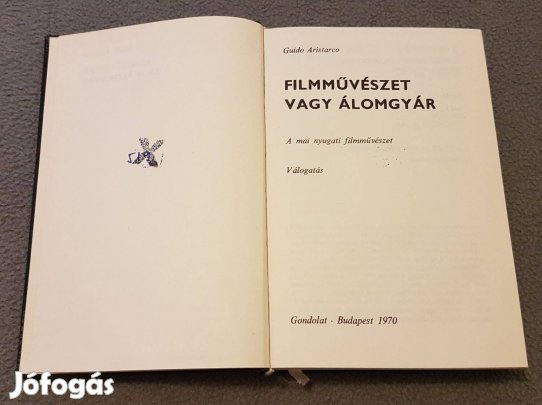 Guido Aristarco
FILMMŰVÉSZET
VAGY ÁLOMGYÁR
A mai nyugati filmművészet
Válogatás
Gondolat · Budapest 1970
Jófogás